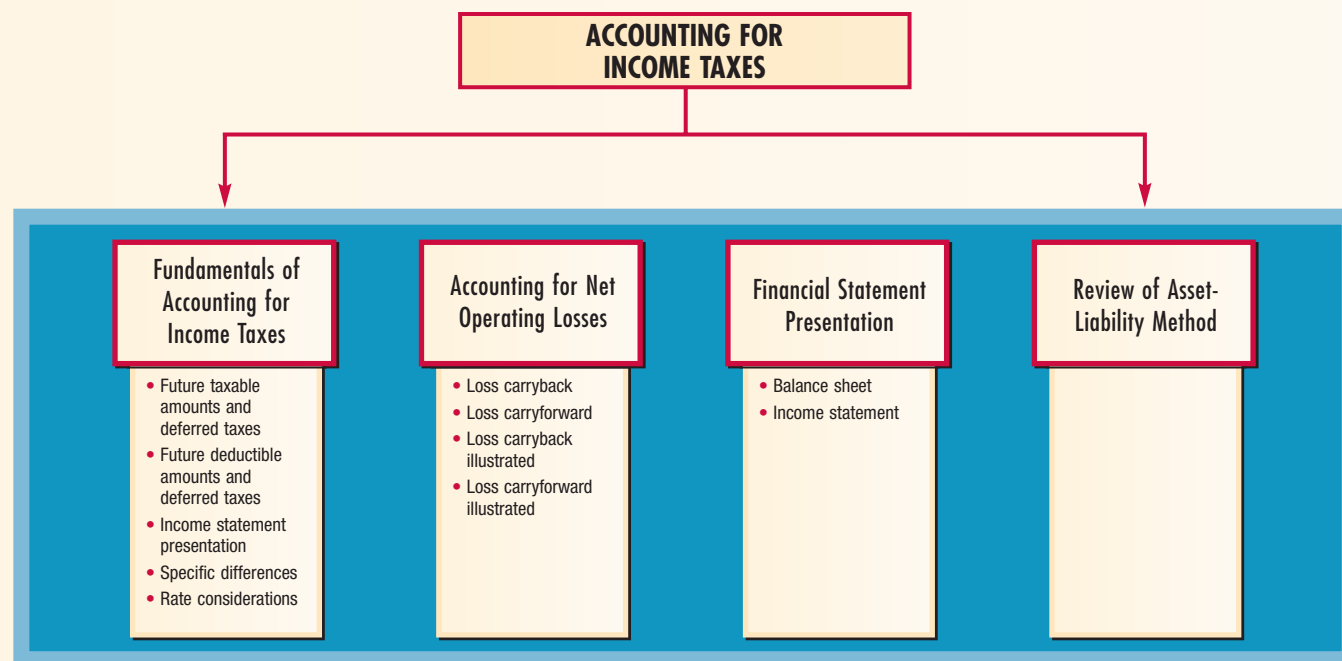 ACCOUNTING FOR
INCOME TAXES
Fundamentals of
Accounting for
Income Taxes
• Future taxable
amounts and
deferred taxes
• Future deductible
amounts and
deferred taxes
• Income statement
presentation
• Specific differences
• Rate considerations
Accounting for Net
Operating Losses
• Loss carryback
• Loss carryforward
• Loss carryback
illustrated
• Loss carryforward
illustrated
Financial Statement
Presentation
• Balance sheet
• Income statement
Review of Asset-
Liability Method